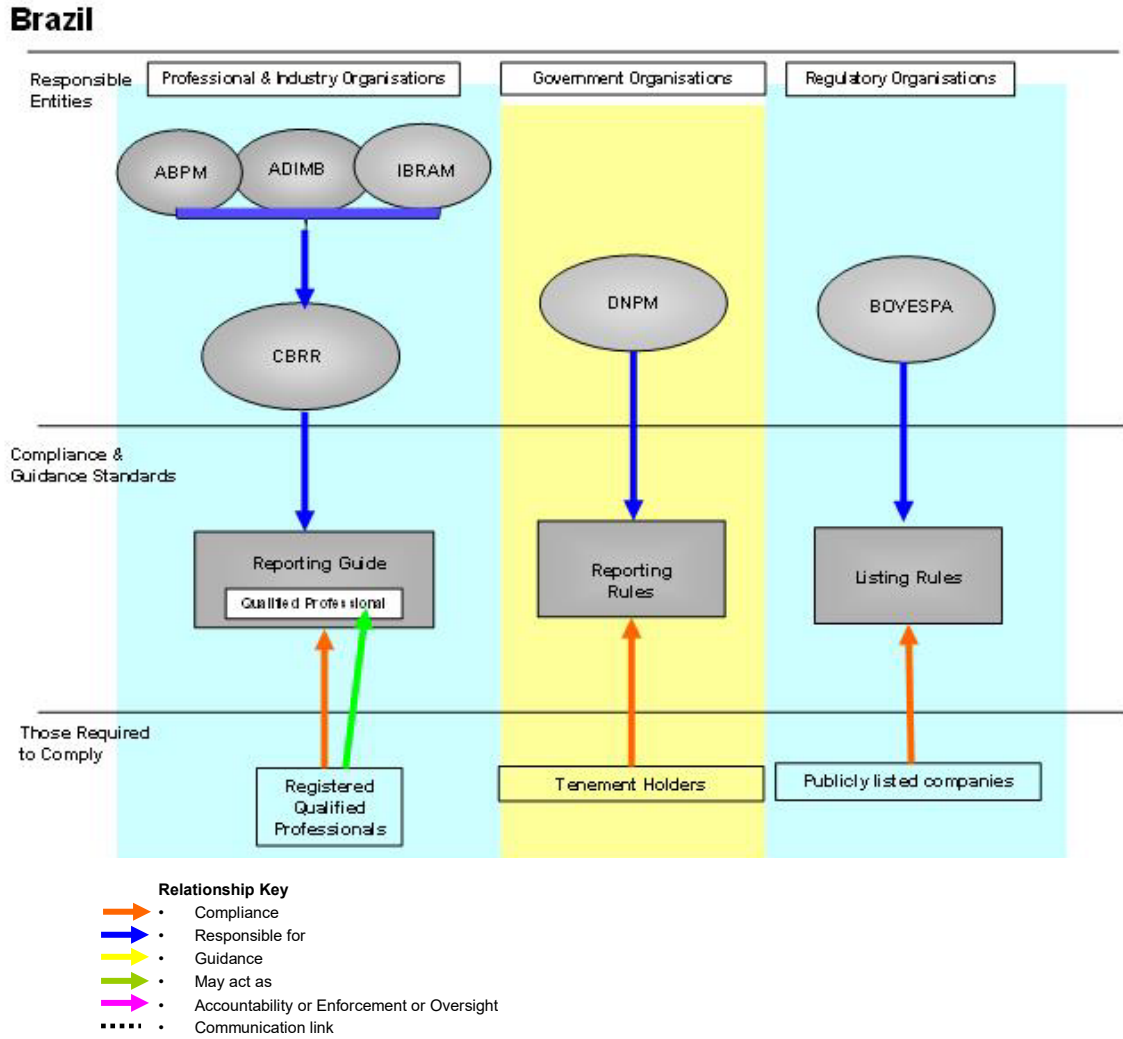 Brazil
Responsible
Entities
Professional & Industry Organisations
Government Organisations
Regulatory Organisations
ABPM
ADIMB
IBRAM
DNPM
BOVESPA
CBRR
Compliance &
Guidance Standards
Reporting Guide
Qualified Professional
Reporting
Rules
Listing Rules
Those Required
to Comply
Registered
Qualified
Professionals
Tenement Holders
Publicly listed companies
Relationship Key
• Compliance
• Responsible for
• Guidance
• May act as
• Accountability or Enforcement or Oversight
• Communication link